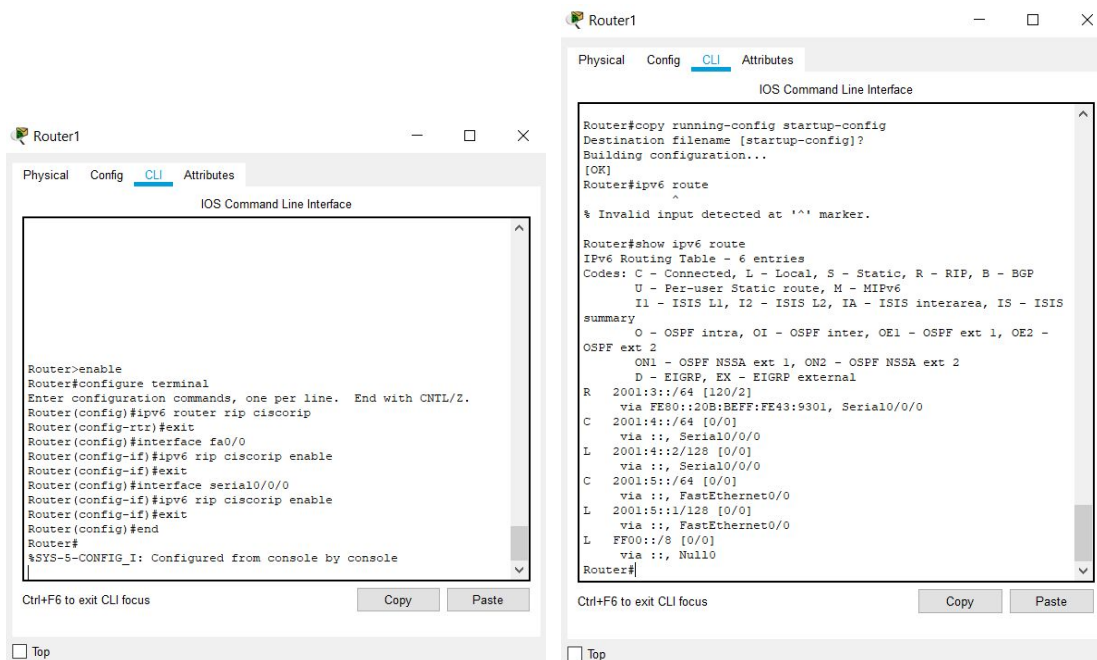 Router1
Physical Config CLI Attributes
IOS Command Line Interface
Router>enable
Router#configure terminal
Enter configuration commands, one per line.  End with CNTL/Z.
Router(config)#ipv6 router rip ciscorip
Router(config-rtr)#exit
Router(config)#interface fa0/0
Router(config-if)#ipv6 rip ciscorip enable
Router(config-if)#exit
Router(config)#interface serial0/0/0
Router(config-if)#ipv6 rip ciscorip enable
Router(config-if)#exit
Router(config)#end
Router#
%SYS-5-CONFIG_I: Configured from console by console
Ctrl+F6 to exit CLI focus
Copy Paste
Top
Router1
Physical Config CLI Attributes
IOS Command Line Interface
Router#copy running-config startup-config
Destination filename [startup-config]?
Building configuration...
[OK]
Router#ipv6 route
^
% Invalid input detected at '^' marker.
Router#show ipv6 route
IPv6 Routing Table - 6 entries
Codes: C - Connected, L - Local, S - Static, R - RIP, B - BGP
U - Per-user Static route, M - MIPv6
I1 - ISIS L1, I2 - ISIS L2, IA - ISIS interarea, IS - ISIS
summary
O - OSPF intra, OI - OSPF inter, OE1 - OSPF ext 1, OE2 -
OSPF ext 2
ON1 - OSPF NSSA ext 1, ON2 - OSPF NSSA ext 2
D - EIGRP, EX - EIGRP external
R   2001:3::/64 [120/2]
via FE80::20B:BEFF:FE43:9301, Serial0/0/0
C   2001:4::/64 [0/0]
via ::, Serial0/0/0
L   2001:4::2/128 [0/0]
via ::, Serial0/0/0
C   2001:5::/64 [0/0]
via ::, FastEthernet0/0
L   2001:5::1/128 [0/0]
via ::, FastEthernet0/0
L   FF00::/8 [0/0]
via ::, Null0
Router#
Ctrl+F6 to exit CLI focus
Copy Paste
Top